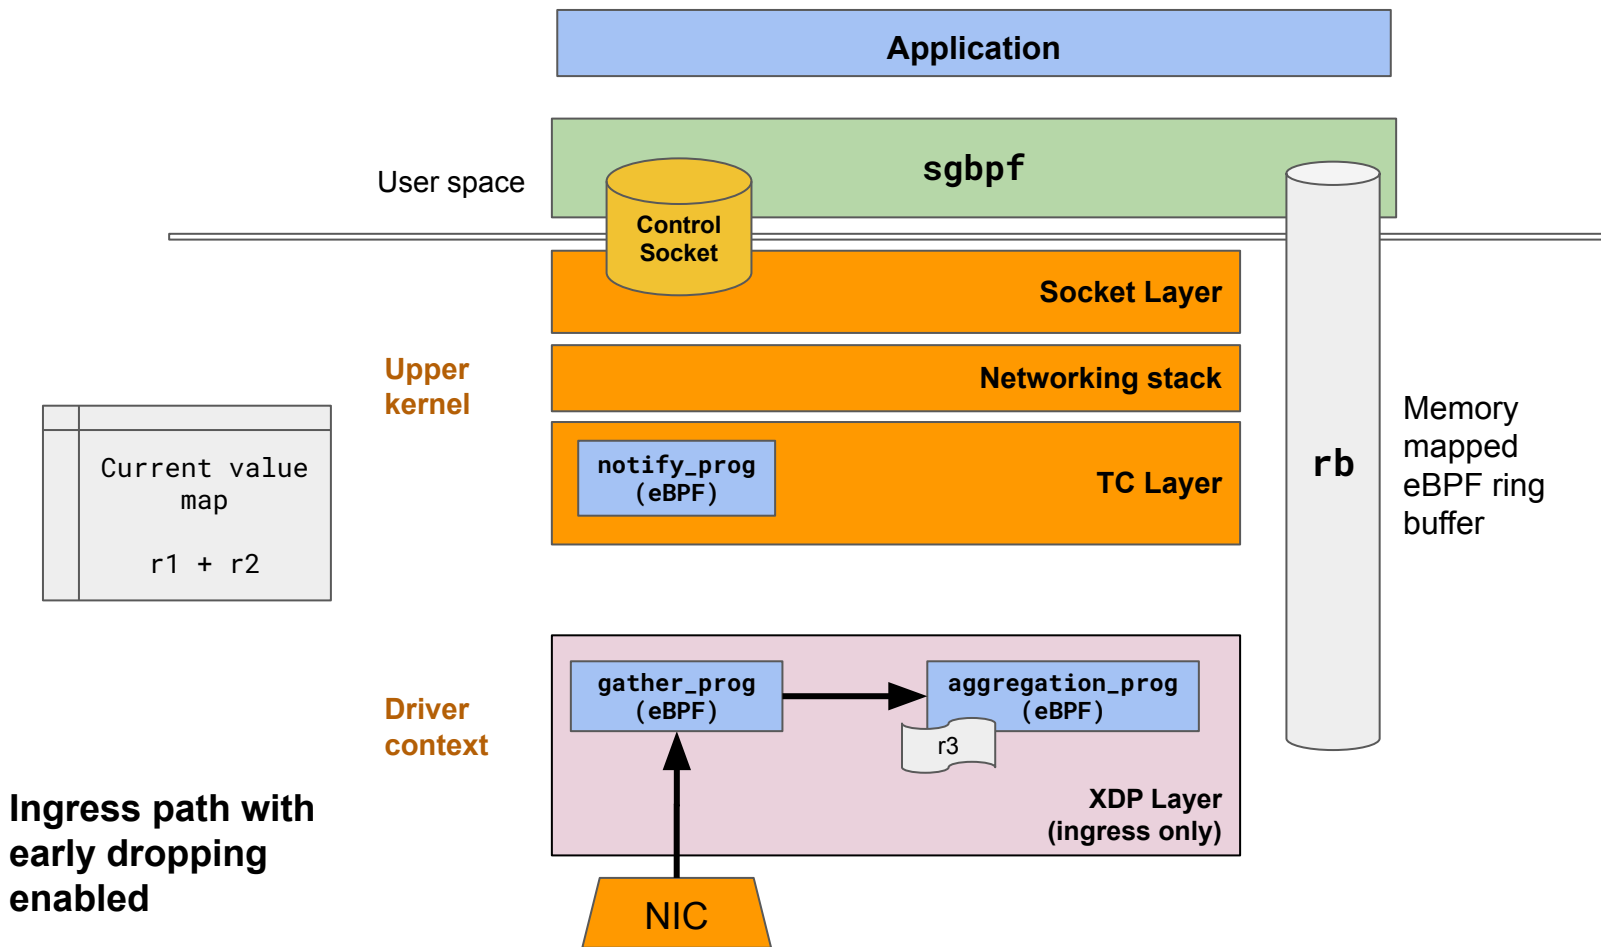 Application
sgbpf
User space
Control
Socket
Socket Layer
Upper
kernel
Networking stack
Current value
map
r1 + r2
notify_prog
(eBPF)
TC Layer
rb
Memory
mapped
eBPF ring
buffer
Driver
context
gather_prog
(eBPF)
aggregation_prog
(eBPF)
r3
XDP Layer
(ingress only)
Ingress path with
early dropping
enabled
NIC